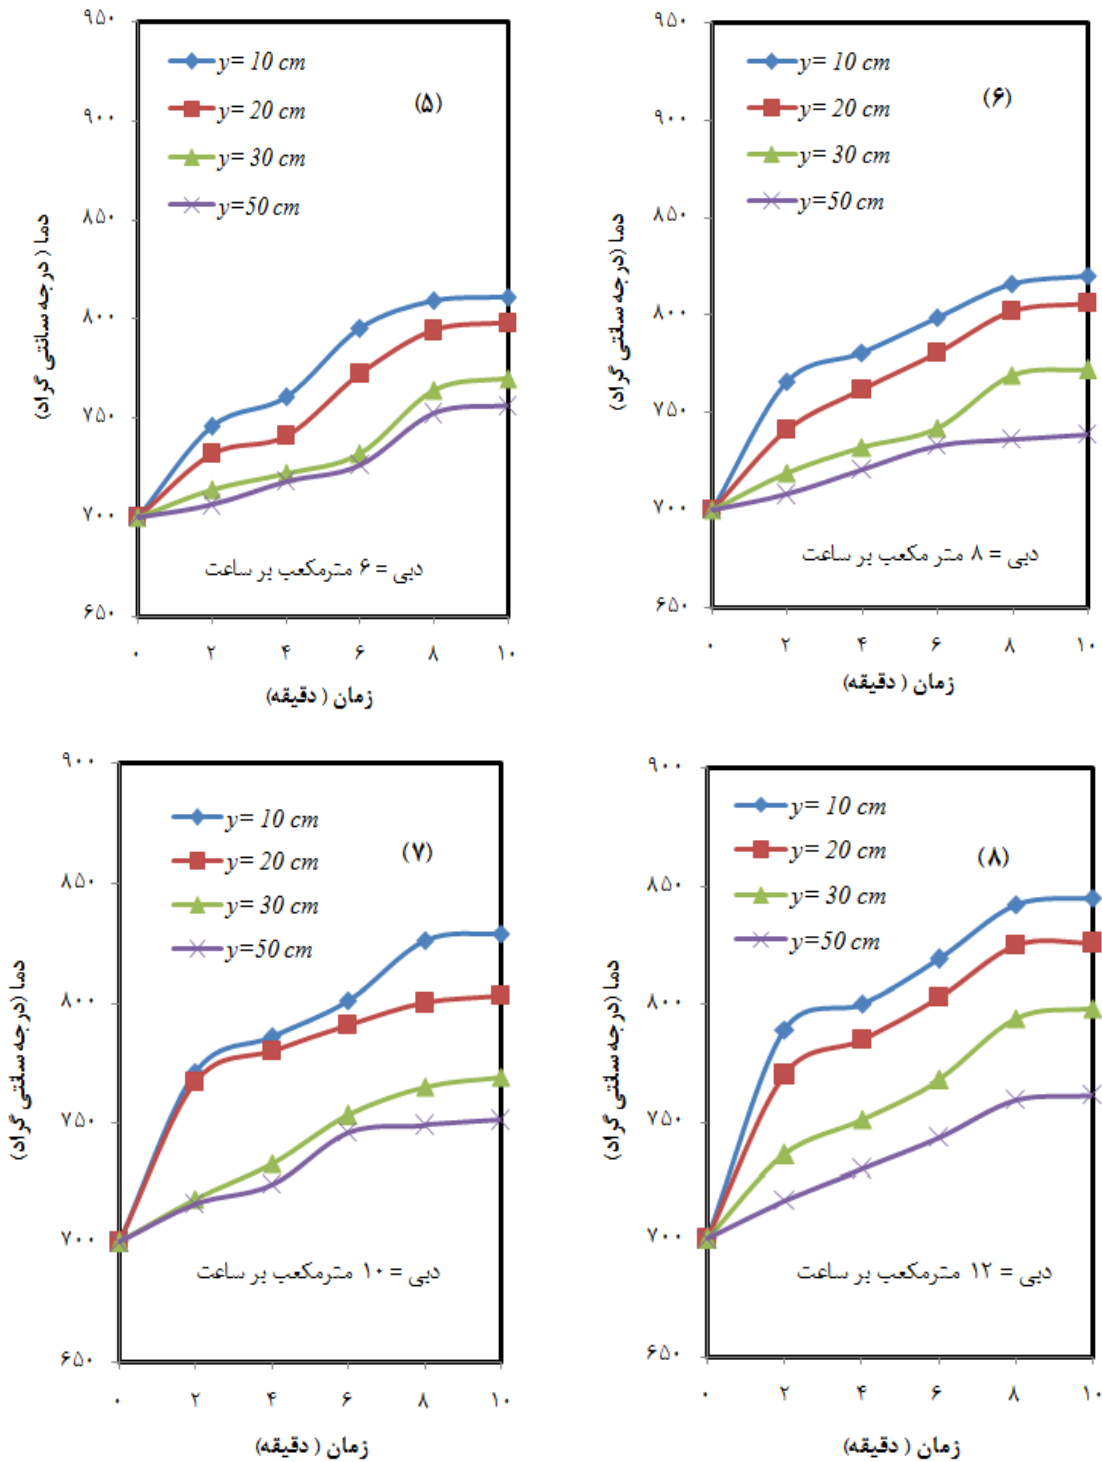 ۹۵۰
۹۰۰
۸۵۰
۸۰۰
۷۵۰
۷۰۰
۶۵۰
y= 10 cm
y= 20 cm
y= 30 cm
y=50 cm
(۵)
دما ( درجه سانتی گراد)
دبی = ۶ مترمکعب بر ساعت
۰ ۲ ۴ ۶ ۸ ۱۰
زمان ( دقیقه)
۹۵۰
۹۰۰
۸۵۰
۸۰۰
۷۵۰
۷۰۰
۶۵۰
y= 10 cm
y= 20 cm
y= 30 cm
y=50 cm
(۶)
دما (درجه سانتی گراد)
دبی = ۸ متر مکعب بر ساعت
۰ ۲ ۴ ۶ ۸ ۱۰
زمان ( دقیقه)
۹۰۰
۸۵۰
۸۰۰
۷۵۰
۷۰۰
۶۵۰
y= 10 cm
y= 20 cm
y= 30 cm
y=50 cm
(۷)
دما (درجه سانتی گراد)
دبی = ۱۰ مترمکعب بر ساعت
۰ ۲ ۴ ۶ ۸ ۱۰
زمان ( دقیقه)
۹۰۰
۸۵۰
۸۰۰
۷۵۰
۷۰۰
۶۵۰
y= 10 cm
y= 20 cm
y= 30 cm
y=50 cm
(۸)
دما (درجه سانتی گراد)
دبی = ۱۲ مترمکعب بر ساعت
۰ ۲ ۴ ۶ ۸ ۱۰
زمان ( دقیقه)